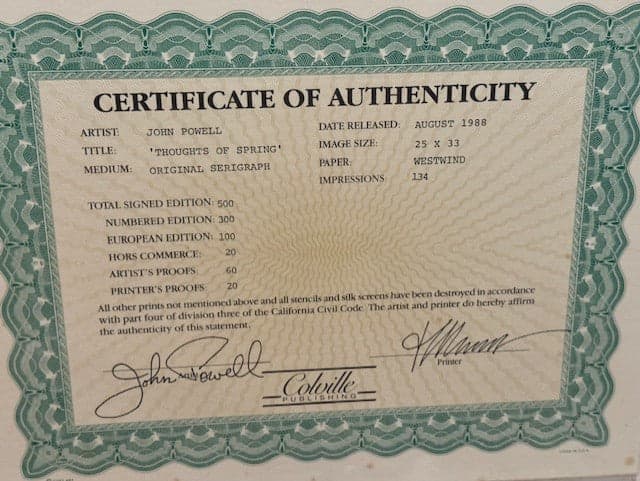 CERTIFICATE OF AUTHENTICITY
ARTIST: JOHN POWELL
TITLE: 'THOUGHTS OF SPRING'
MEDIUM: ORIGINAL SERIGRAPH
DATE RELEASED: AUGUST 1988
IMAGE SIZE: 25 X 33
PAPER: WESTWIND
IMPRESSIONS 134
TOTAL SIGNED EDITION: 500
NUMBERED EDITION: 300
EUROPEAN EDITION: 100
HORS COMMERCE: 20
ARTIST'S PROOFS: 60
PRINTER'S PROOFS: 20
All other prints not mentioned above and all stencils and silk screens have been destroyed in accordance
with part four of division three of the California Civil Code. The artist and printer do hereby affirm
the authenticity of this statement.
John Powell
Printer
Colville
PUBLISHING